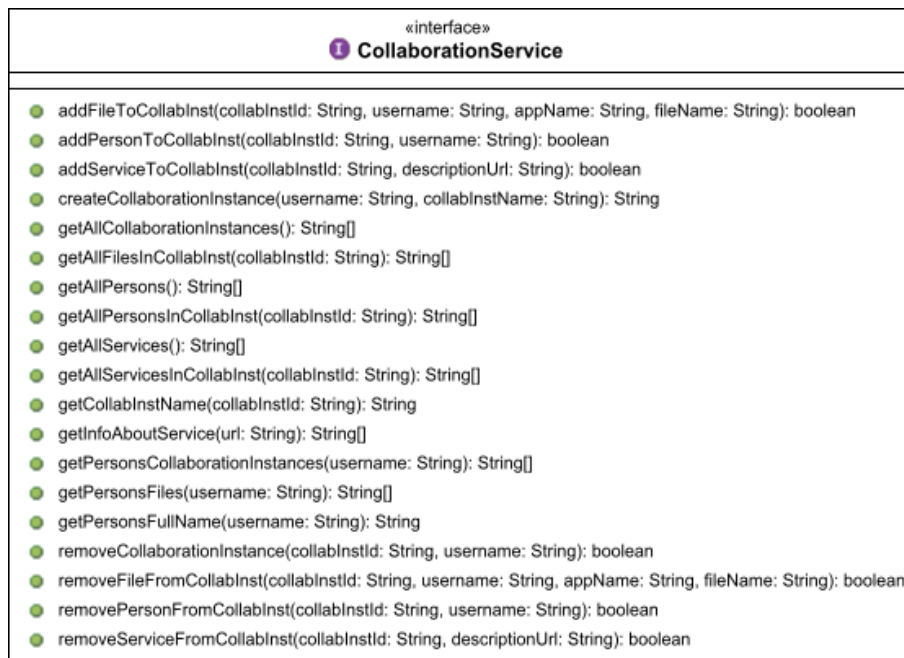 «interface»
I CollaborationService
addFileToCollabInst(collabInstId: String, username: String, appName: String, fileName: String): boolean
addPersonToCollabInst(collabInstId: String, username: String): boolean
addServiceToCollabInst(collabInstId: String, descriptionUrl: String): boolean
createCollaborationInstance(username: String, collabInstName: String): String
getAllCollaborationInstances(): String[]
getAllFilesInCollabInst(collabInstId: String): String[]
getAllPersons(): String[]
getAllPersonsInCollabInst(collabInstId: String): String[]
getAllServices(): String[]
getAllServicesInCollabInst(collabInstId: String): String[]
getCollabInstName(collabInstId: String): String
getInfoAboutService(url: String): String[]
getPersonsCollaborationInstances(username: String): String[]
getPersonsFiles(username: String): String[]
getPersonsFullName(username: String): String
removeCollaborationInstance(collabInstId: String, username: String): boolean
removeFileFromCollabInst(collabInstId: String, username: String, appName: String, fileName: String): boolean
removePersonFromCollabInst(collabInstId: String, username: String): boolean
removeServiceFromCollabInst(collabInstId: String, descriptionUrl: String): boolean